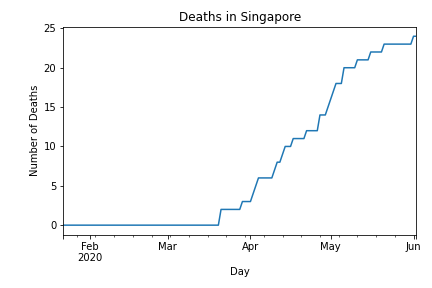 Deaths in Singapore
25
20
15
10
5
0
Number of Deaths
Feb
2020
Mar
Apr
May
Jun
Day